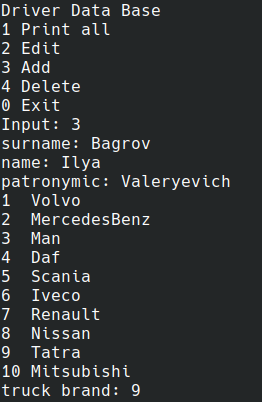 Driver Data Base
1 Print all
2 Edit
3 Add
4 Delete
0 Exit
Input: 3
surname: Bagrov
name: Ilya
patronymic: Valeryevich
1  Volvo
2  MercedesBenz
3  Man
4  Daf
5  Scania
6  Iveco
7  Renault
8  Nissan
9  Tatra
10 Mitsubishi
truck brand: 9